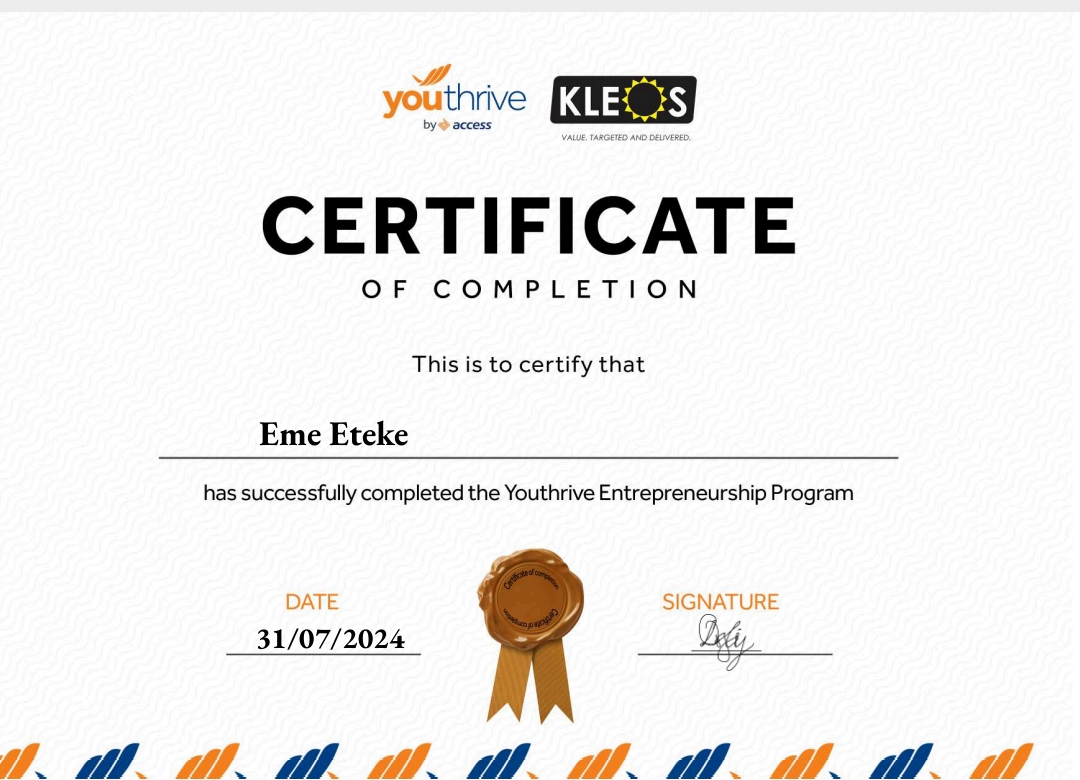 youthrive
by access
KLEOS
VALUE, TARGETED AND DELIVERED.
CERTIFICATE
OF COMPLETION
This is to certify that
Eme Eteke
has successfully completed the Youthrive Entrepreneurship Program
Certificate of completion
Certificate of completion
DATE
31/07/2024
SIGNATURE